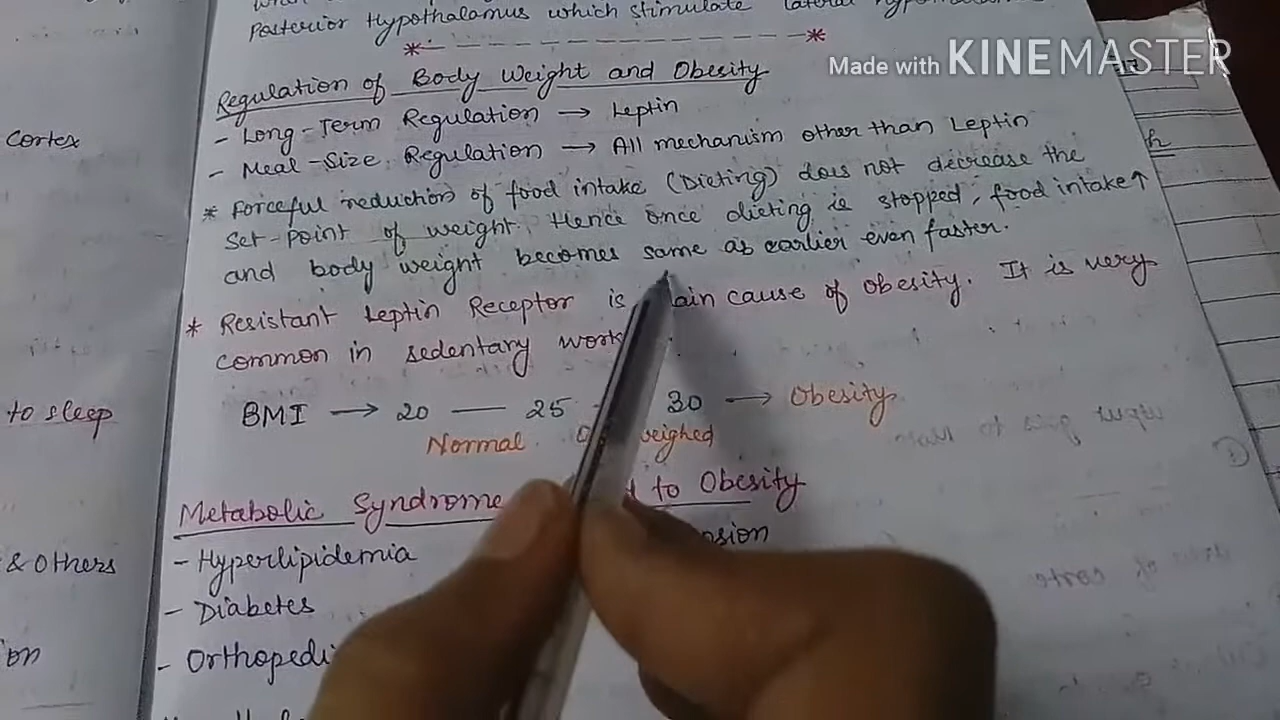 Posterior Hypothalamus which stimulate lateral
Made with KINEMASTER
Regulation of Body Weight and Obesity
- Long-Term Regulation → Leptin
- Meal-Size Regulation → All mechanism other than Leptin
* Forceful reduction of food intake (Dieting) does not decrease the
set-point of weight. Hence once dieting is stopped, food intake↑
and body weight becomes same as earlier even faster.
* Resistant Leptin Receptor is ain cause of obesity. It is very
common in sedentary work
BMI → 20 — 25 - 30 → Obesity
Normal O weighed
Metabolic Syndrome to Obesity
- Hyperlipidemia nsion
- Diabetes
- Orthopedi
cortex
to sleep
& others
on